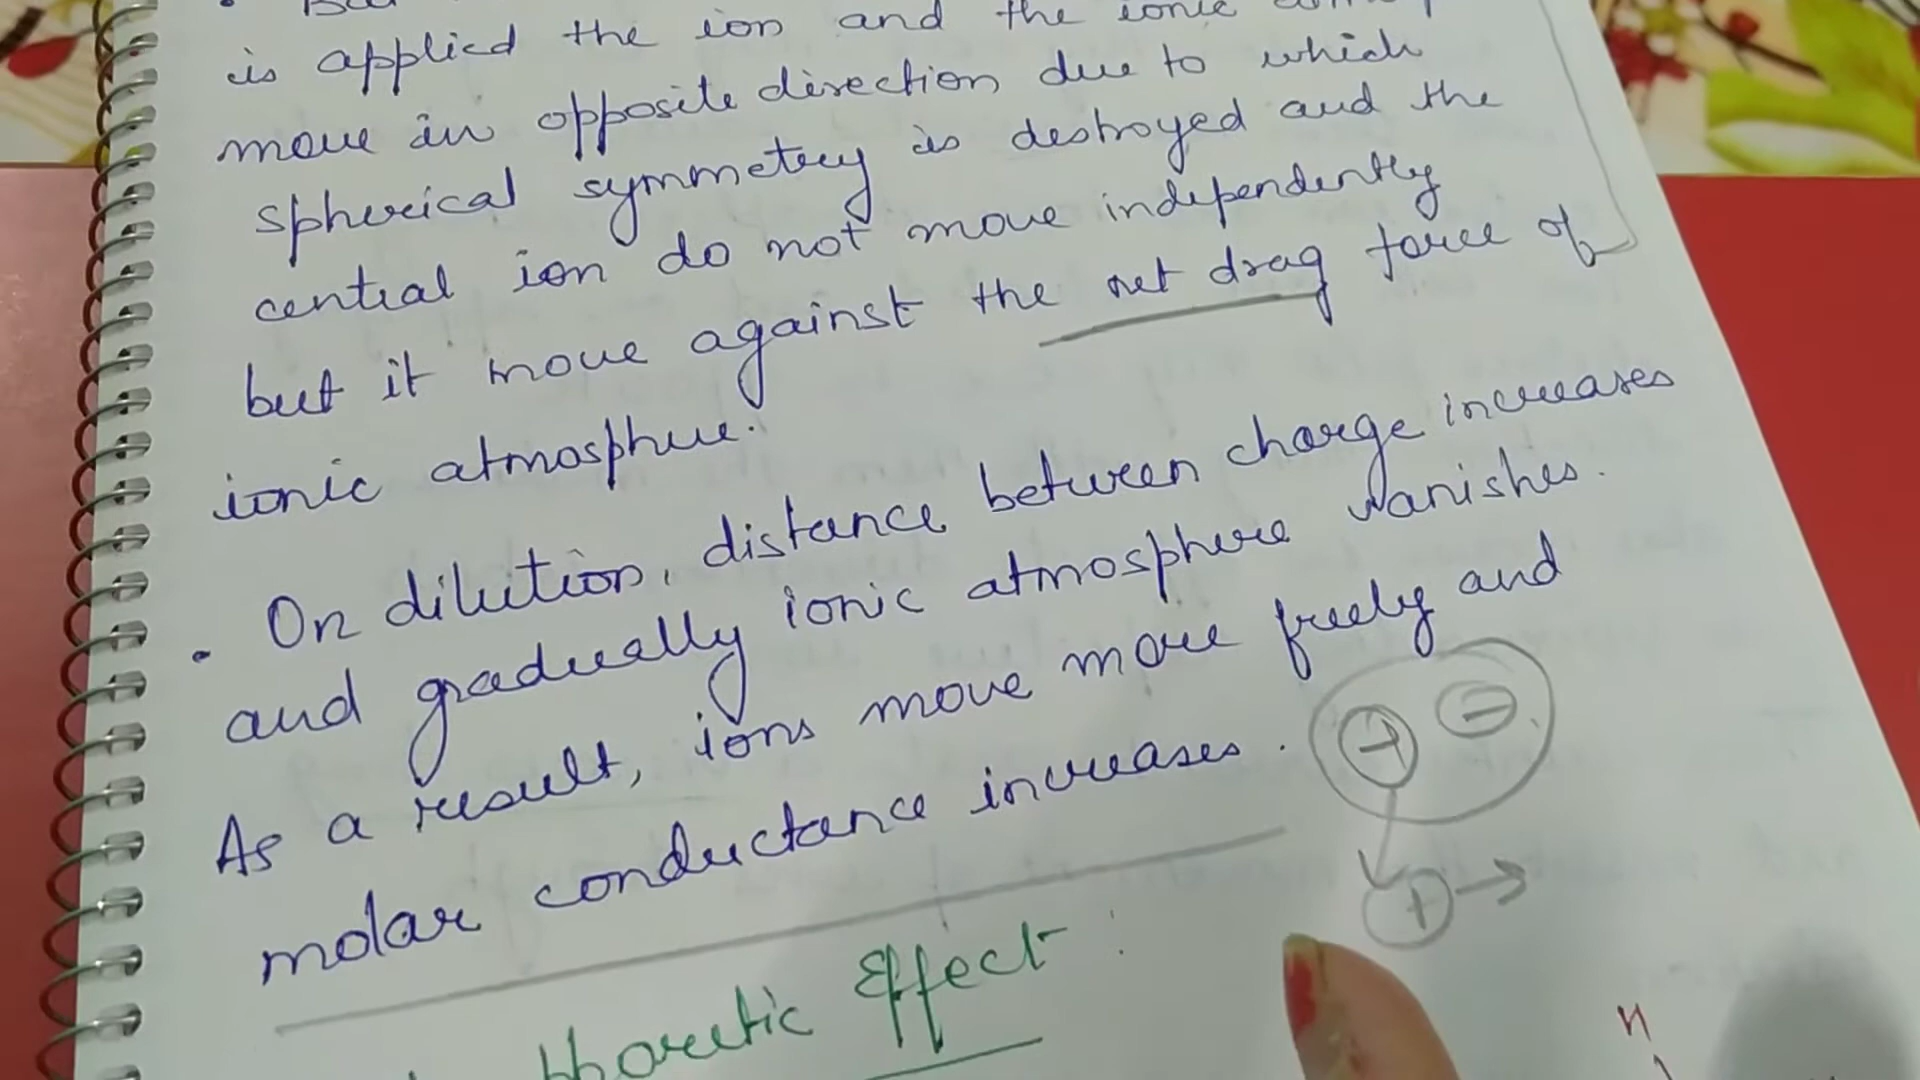 is applied the ion and the ionic
move in opposite direction due to which
spherical symmetry is destroyed and the
central ion do not move independently
but it move against the net drag force of
ionic atmosphere.
• On dilution, distance between charge increases
and gradually ionic atmosphere vanishes.
As a result, ions move more freely and
molar conductance increases.
+ −
+ →
phoretic Effect :
H